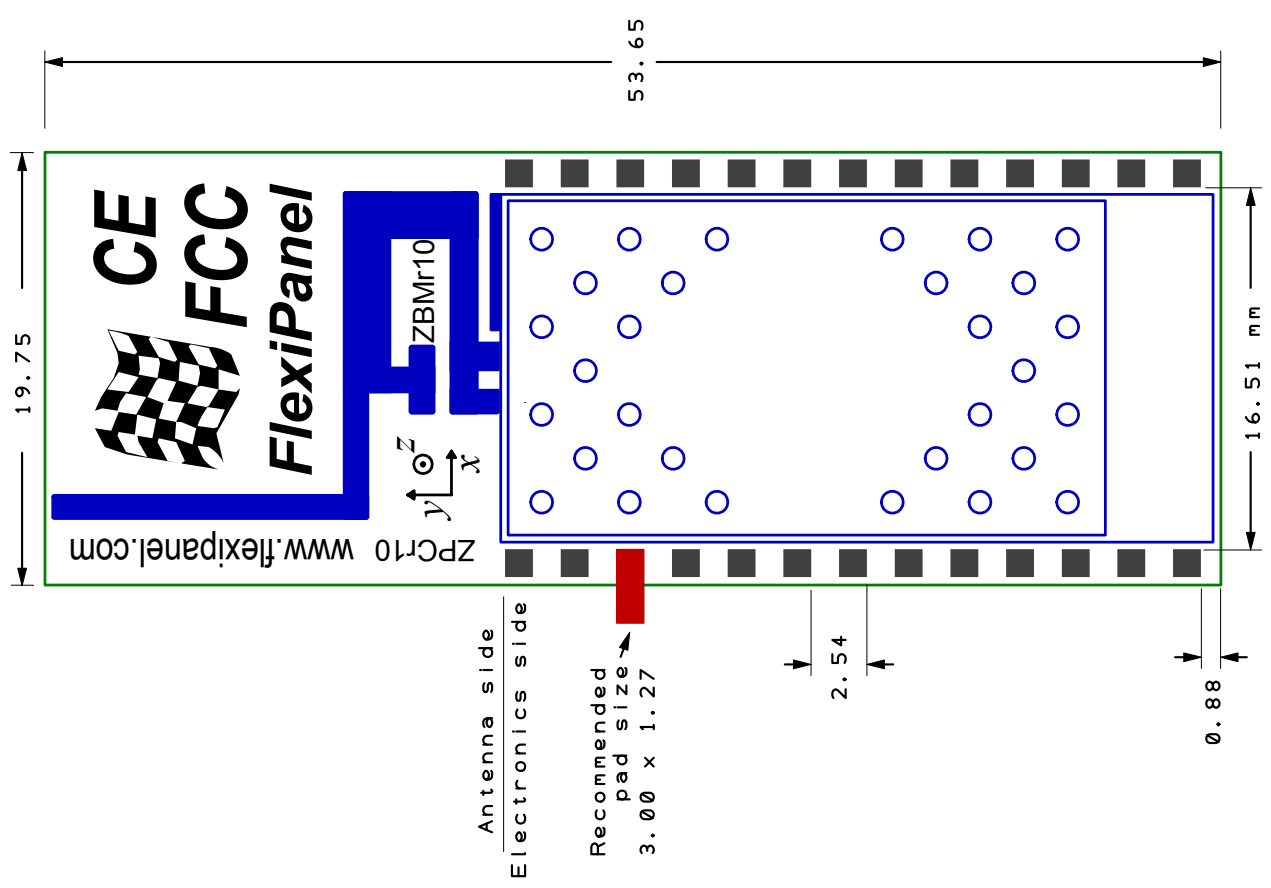 53.65
19.75
CE
FCC
FlexiPanel
ZBMr10
z
x
y
www.flexipanel.com
ZPCr10
16.51 mm
Antenna side
Electronics side
Recommended
pad size
3.00 x 1.27
2.54
0.88